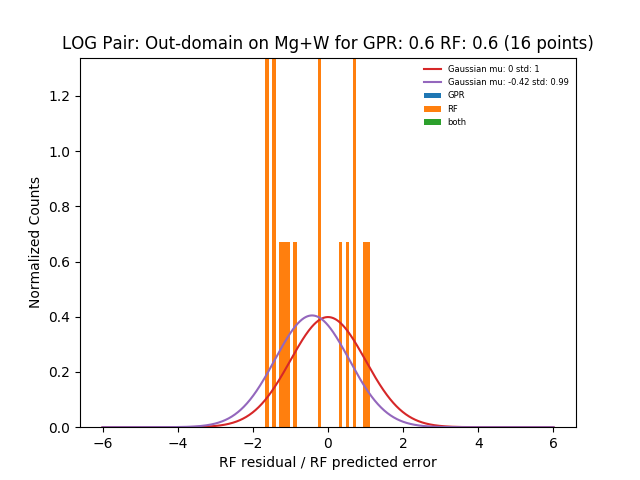 LOG Pair: Out-domain on Mg+W for GPR: 0.6 RF: 0.6 (16 points)
Gaussian mu: 0 std: 1
Gaussian mu: -0.42 std: 0.99
GPR
RF
both
Normalized Counts
1.2
1.0
0.8
0.6
0.4
0.2
0.0
−6 −4 −2 0 2 4 6
RF residual / RF predicted error